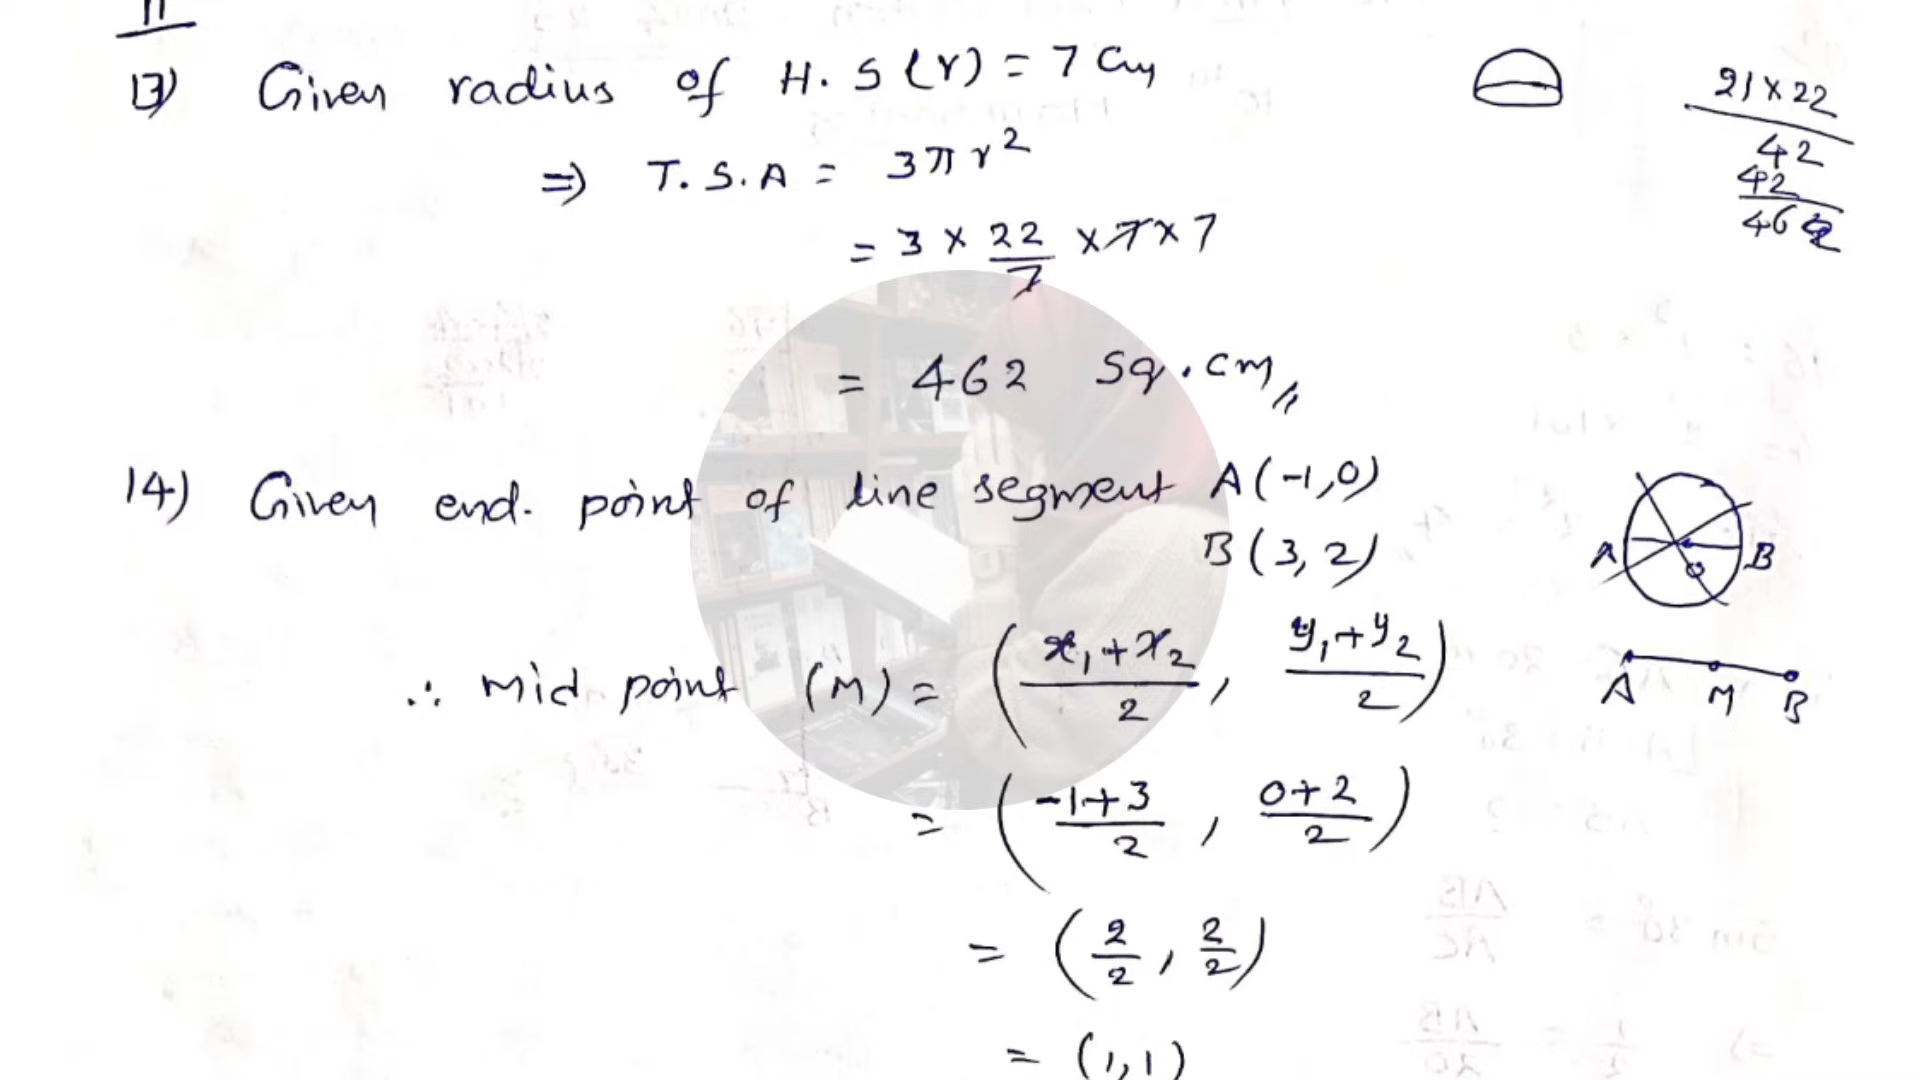 II
13) Given radius of H.S (r) = 7 cm
⇒ T.S.A = 3πr²
= 3 × 22/7 × 7 × 7
= 462 Sq.cm//
21 × 22
42
42
462
14) Given end. point of line segment A(-1,0)
B(3,2)
A B
∴ Mid point (M) = ( (x₁+x₂)/2 , (y₁+y₂)/2 )
A M B
= ( (-1+3)/2 , (0+2)/2 )
= ( 2/2 , 2/2 )
= (1,1)